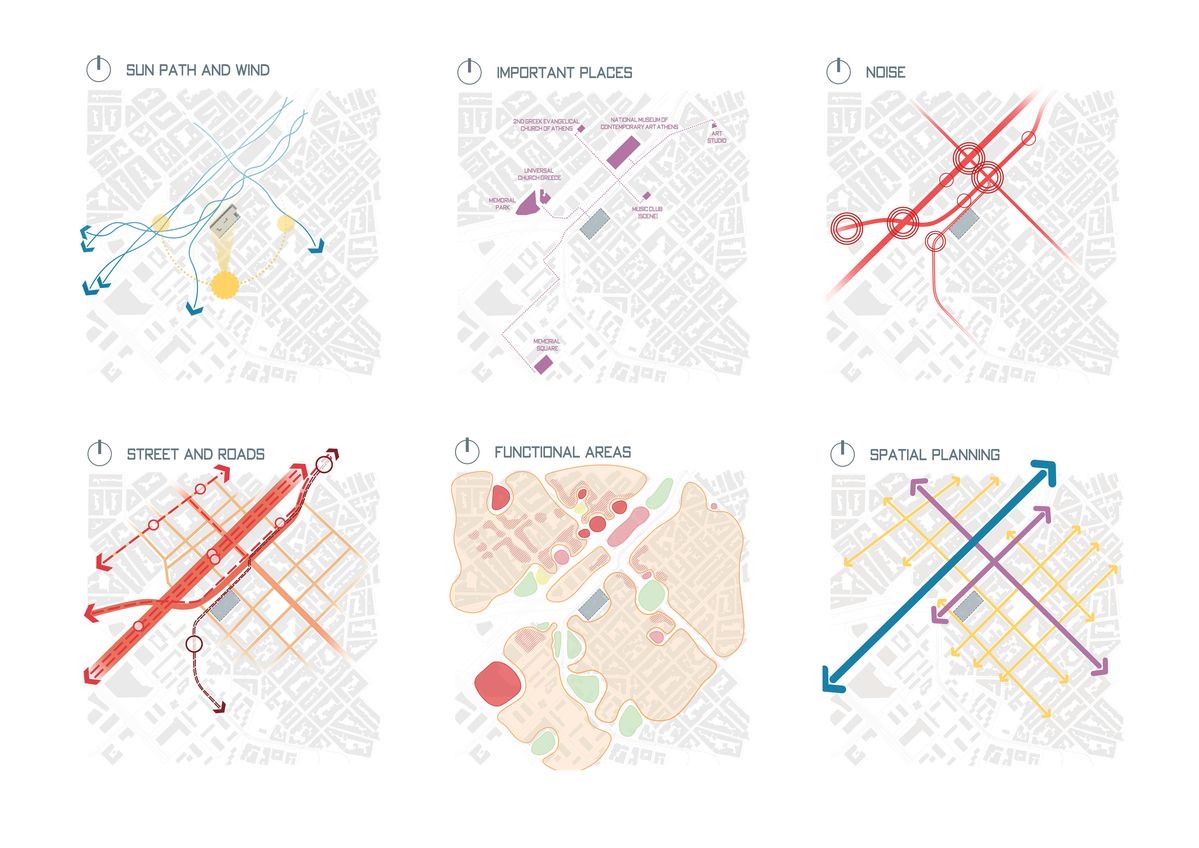 SUN PATH AND WIND
IMPORTANT PLACES
2ND GREEK EVANGELICAL
CHURCH OF ATHENS
NATIONAL MUSEUM OF
CONTEMPORARY ART ATHENS
ART
STUDIO
UNIVERSAL
CHURCH GREECE
MEMORIAL
PARK
MUSIC CLUB
(SCENE)
MEMORIAL
SQUARE
NOISE
STREET AND ROADS
FUNCTIONAL AREAS
SPATIAL PLANNING